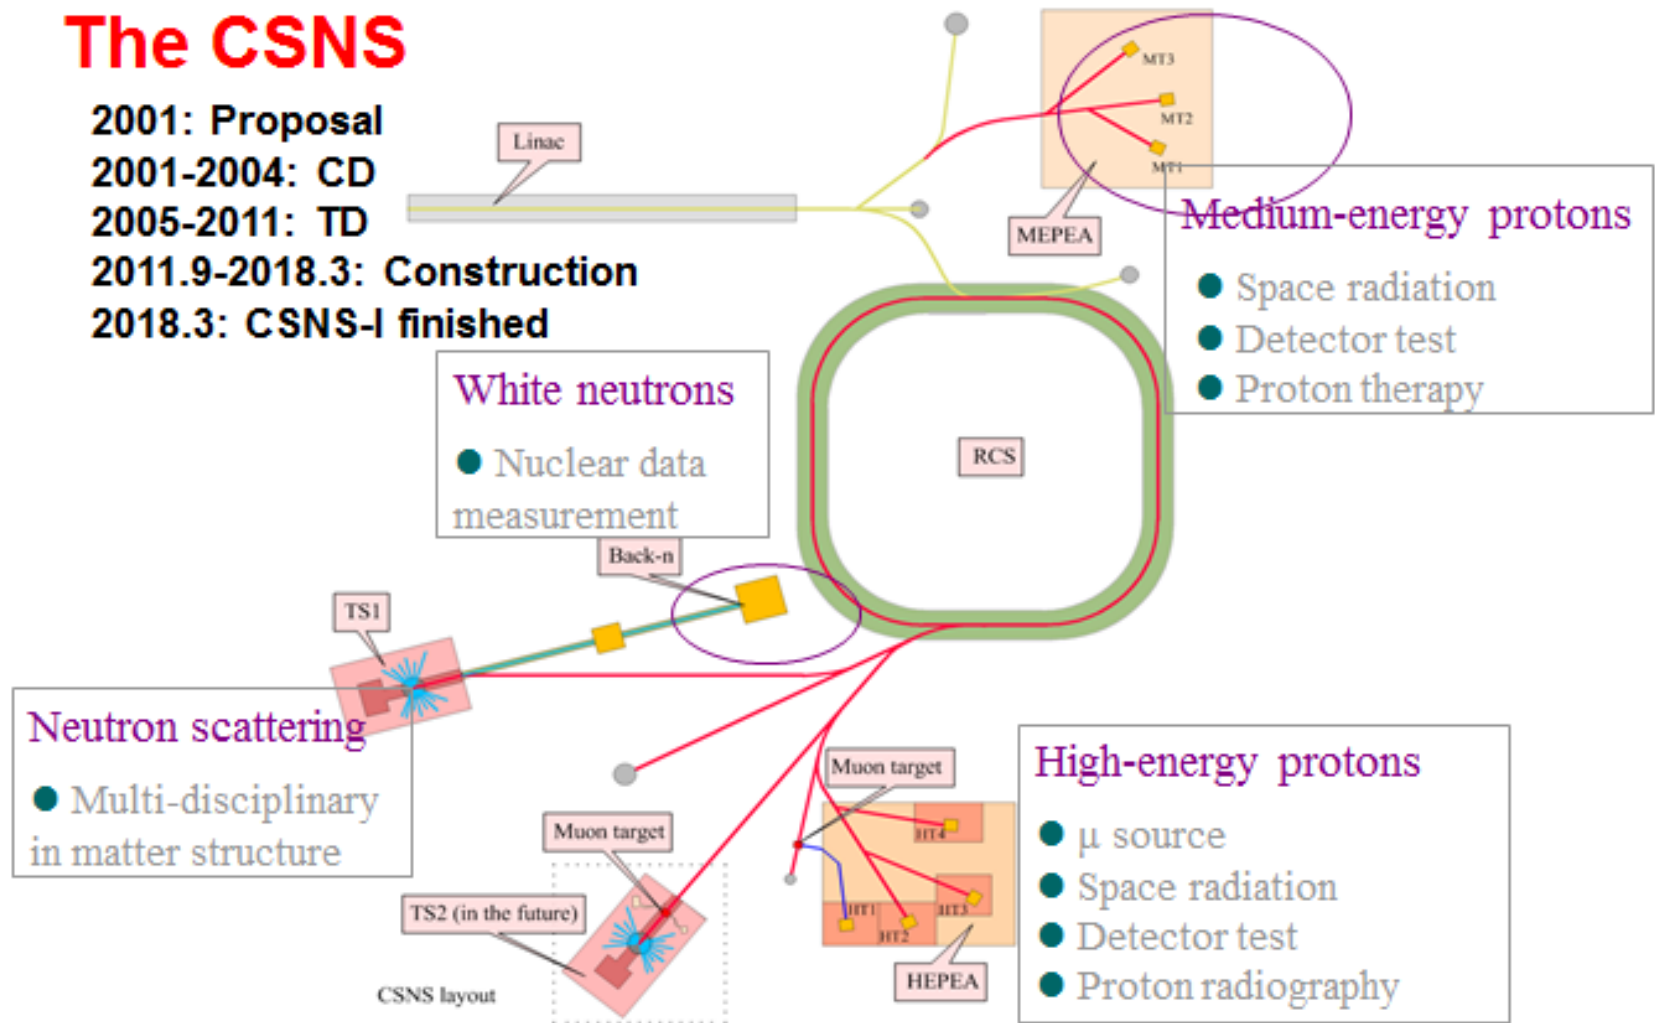 The CSNS
2001: Proposal
2001-2004: CD
2005-2011: TD
2011.9-2018.3: Construction
2018.3: CSNS-I finished
Linac
MT3
MT2
MT1
MEPEA
Medium-energy protons
Space radiation
Detector test
Proton therapy
White neutrons
Nuclear data
measurement
RCS
Back-n
TS1
Neutron scattering
Multi-disciplinary
in matter structure
Muon target
Muon target
TS2 (in the future)
CSNS layout
HT4
HT1
HT2
HT3
HEPEA
High-energy protons
μ source
Space radiation
Detector test
Proton radiography